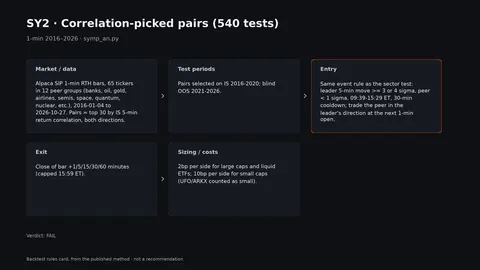 SY2 · Correlation-picked pairs (540 tests)
1-min 2016–2026 · symp_an.py
Market / data
Alpaca SIP 1-min RTH bars, 65 tickers
in 12 peer groups (banks, oil, gold,
airlines, semis, space, quantum,
nuclear, etc.), 2016-01-04 to
2026-10-27. Pairs = top 30 by IS 5-min
return correlation, both directions.
Test periods
Pairs selected on IS 2016-2020; blind
OOS 2021-2026.
Entry
Same event rule as the sector test:
leader 5-min move >= 3 or 4 sigma, peer
< 1 sigma, 09:39-15:29 ET, 30-min
cooldown; trade the peer in the
leader's direction at the next 1-min
open.
Exit
Close of bar +1/5/15/30/60 minutes
(capped 15:59 ET).
Sizing / costs
2bp per side for large caps and liquid
ETFs; 10bp per side for small caps
(UFO/ARKX counted as small).
Verdict: FAIL
Backtest rules card, from the published method · not a recommendation.